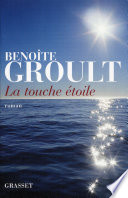 BENOÎTE
GROULT
La touche étoile
ROMAN
GRASSET